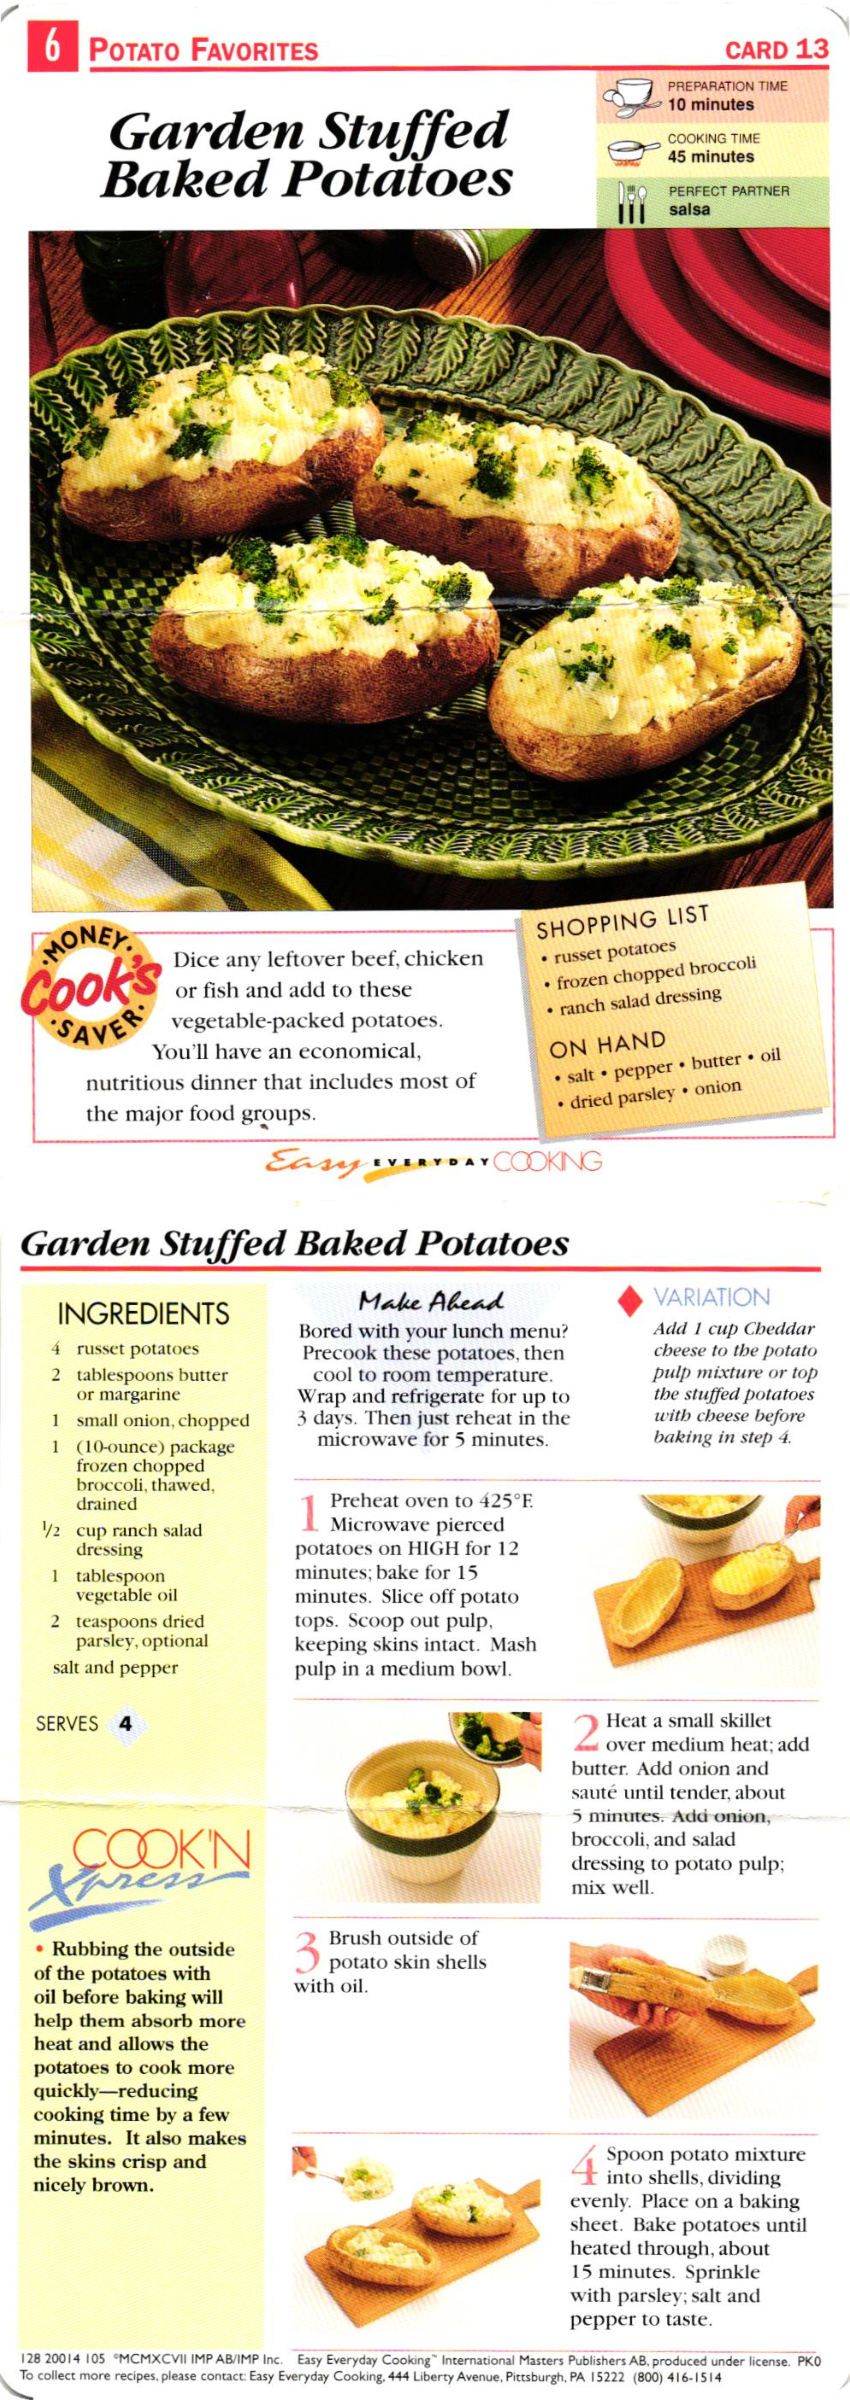 6 POTATO FAVORITES
CARD 13
Garden Stuffed
Baked Potatoes
PREPARATION TIME
10 minutes
COOKING TIME
45 minutes
PERFECT PARTNER
salsa
•MONEY•
Cook's
•SAVER•
Dice any leftover beef, chicken
or fish and add to these
vegetable-packed potatoes.
You'll have an economical,
nutritious dinner that includes most of
the major food groups.
SHOPPING LIST
• russet potatoes
• frozen chopped broccoli
• ranch salad dressing
ON HAND
• salt • pepper • butter • oil
• dried parsley • onion
Easy EVERYDAY COOKING
Garden Stuffed Baked Potatoes
INGREDIENTS
4 russet potatoes
2 tablespoons butter
or margarine
1 small onion, chopped
1 (10-ounce) package
frozen chopped
broccoli, thawed,
drained
1/2 cup ranch salad
dressing
1 tablespoon
vegetable oil
2 teaspoons dried
parsley, optional
salt and pepper
SERVES 4
COOK'N
Xpress
• Rubbing the outside
of the potatoes with
oil before baking will
help them absorb more
heat and allows the
potatoes to cook more
quickly—reducing
cooking time by a few
minutes. It also makes
the skins crisp and
nicely brown.
Make Ahead
Bored with your lunch menu?
Precook these potatoes, then
cool to room temperature.
Wrap and refrigerate for up to
3 days. Then just reheat in the
microwave for 5 minutes.
VARIATION
Add 1 cup Cheddar
cheese to the potato
pulp mixture or top
the stuffed potatoes
with cheese before
baking in step 4.
1 Preheat oven to 425°F.
Microwave pierced
potatoes on HIGH for 12
minutes; bake for 15
minutes. Slice off potato
tops. Scoop out pulp,
keeping skins intact. Mash
pulp in a medium bowl.
2 Heat a small skillet
over medium heat; add
butter. Add onion and
sauté until tender, about
5 minutes. Add onion,
broccoli, and salad
dressing to potato pulp;
mix well.
3 Brush outside of
potato skin shells
with oil.
4 Spoon potato mixture
into shells, dividing
evenly. Place on a baking
sheet. Bake potatoes until
heated through, about
15 minutes. Sprinkle
with parsley; salt and
pepper to taste.
128 20014 105 ©MCMXCVII IMP AB/IMP Inc. Easy Everyday Cooking™ International Masters Publishers AB, produced under license. PK0
To collect more recipes, please contact: Easy Everyday Cooking, 444 Liberty Avenue, Pittsburgh, PA 15222 (800) 416-1514